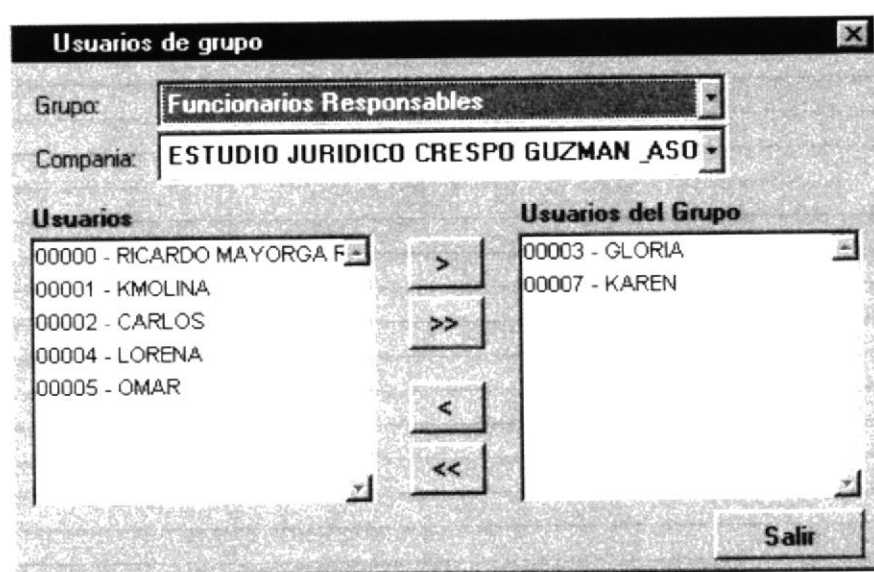 Usuarios de grupo
Grupo: Funcionarios Responsables
Compania: ESTUDIO JURIDICO CRESPO GUZMAN _ASO
Usuarios
00000 - RICARDO MAYORGA F
00001 - KMOLINA
00002 - CARLOS
00004 - LORENA
00005 - OMAR
>
>>
<
<<
Usuarios del Grupo
00003 - GLORIA
00007 - KAREN
Salir